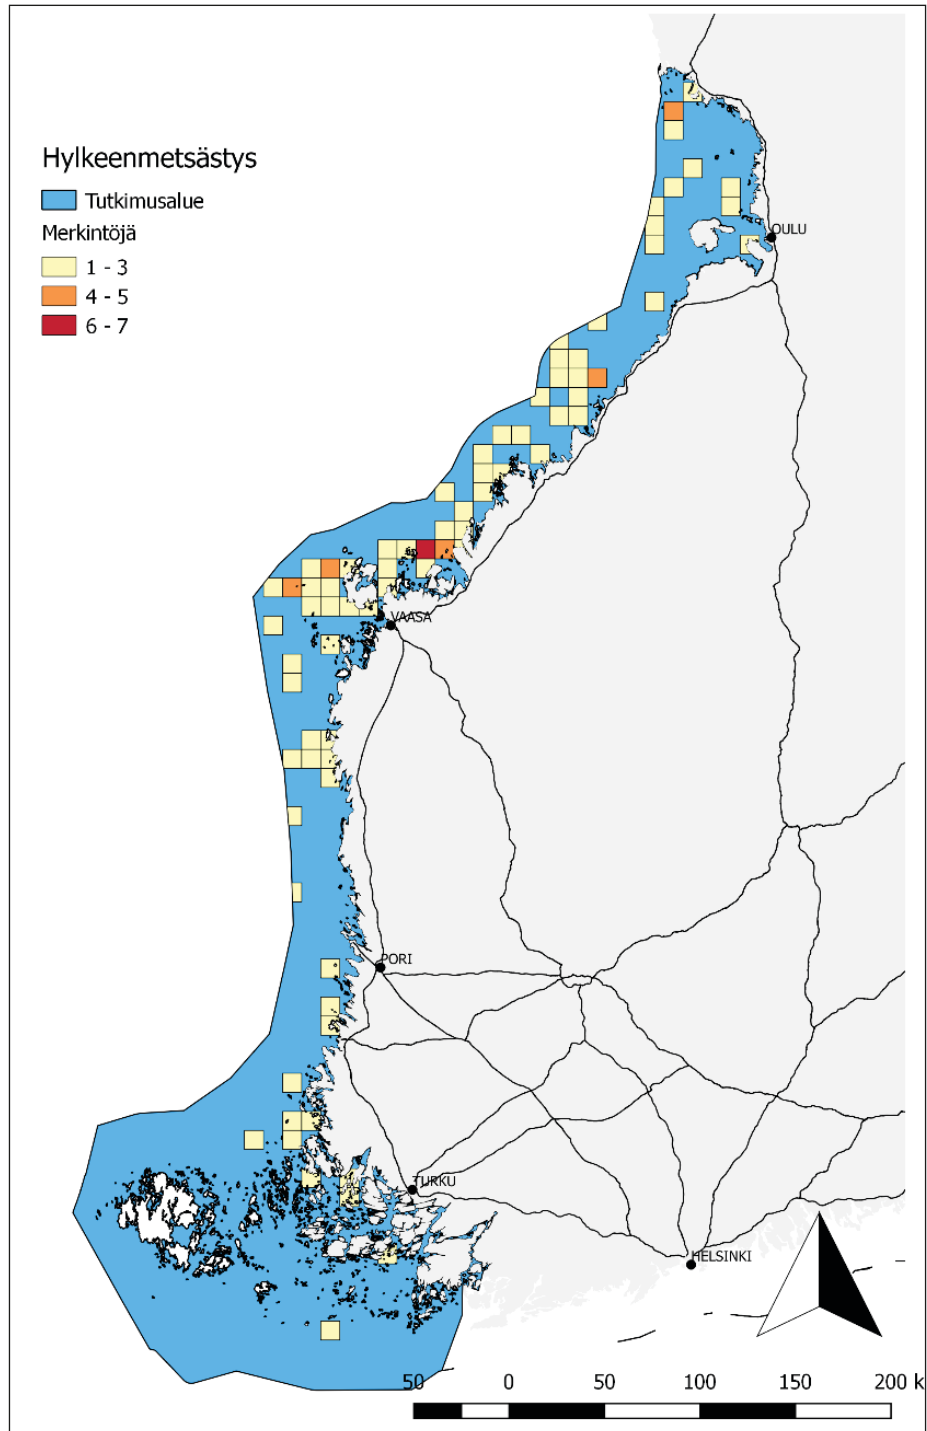 Hylkeenmetsästys
Tutkimusalue
Merkintöjä
1 - 3
4 - 5
6 - 7
OULU
VAASA
PORI
TURKU
HELSINKI
50 0 50 100 150 200 k